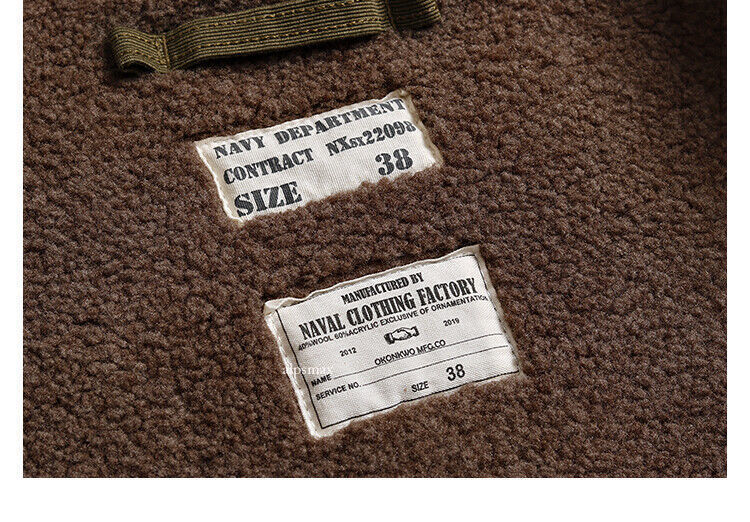 NAVY DEPARTMENT
CONTRACT NXsx22098
SIZE 38
MANUFACTURED BY
NAVAL CLOTHING FACTORY
40%WOOL 60%ACRYLIC EXCLUSIVE OF ORNAMENTATION
2012 2019
OKONKWO MFG.CO
NAME
SERVICE NO. SIZE 38
aipsmax